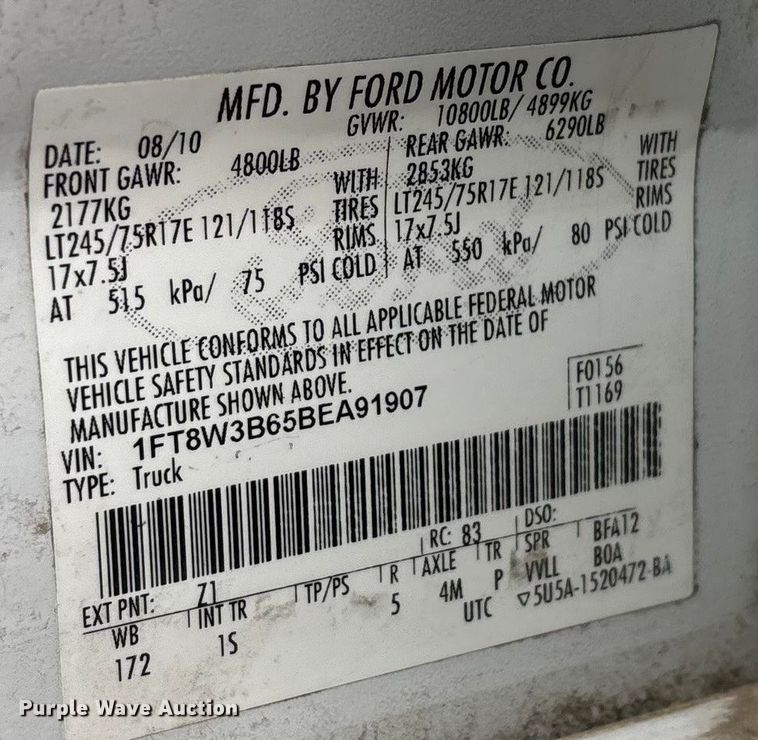 MFD. BY FORD MOTOR CO.
DATE: 08/10 GVWR: 10800LB/ 4899KG
FRONT GAWR: 4800LB REAR GAWR: 6290LB
2177KG WITH 2853KG WITH
LT245/75R17E 121/118S TIRES LT245/75R17E 121/118S TIRES
17x7.5J RIMS 17x7.5J RIMS
AT 515 kPa/ 75 PSI COLD AT 550 kPa/ 80 PSI COLD
THIS VEHICLE CONFORMS TO ALL APPLICABLE FEDERAL MOTOR
VEHICLE SAFETY STANDARDS IN EFFECT ON THE DATE OF
MANUFACTURE SHOWN ABOVE.
VIN: 1FT8W3B65BEA91907 F0156
TYPE: Truck T1169
EXT PNT: Z1 RC: 83 DSO:
WB INT TR TP/PS R AXLE TR SPR BFA12
172 1S 5 4M P VVLL B0A
UTC ▽5U5A-1520472-BA
Purple Wave Auction